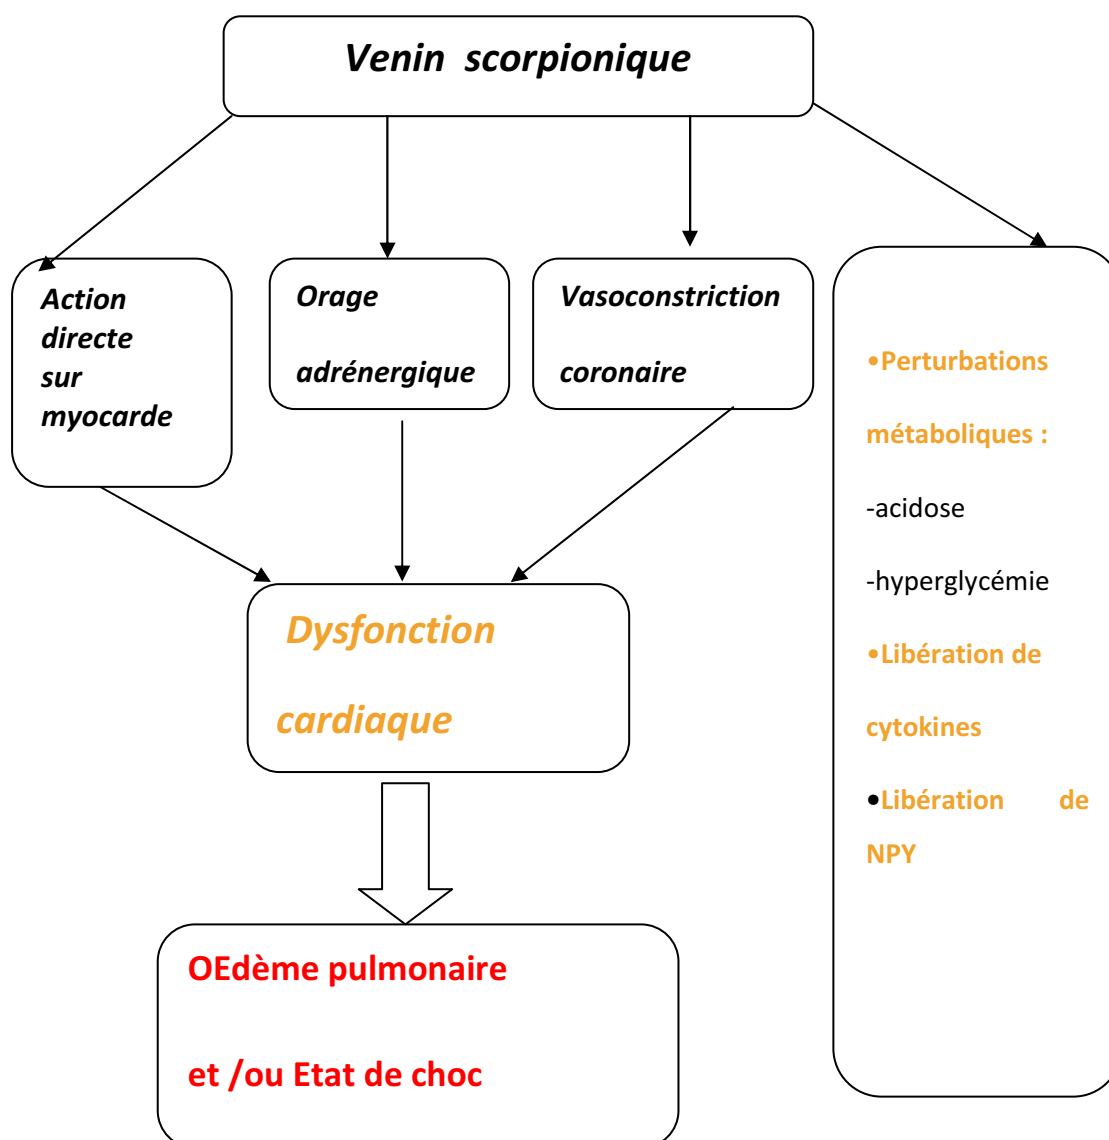 Venin scorpionique
Action
directe
sur
myocarde
Orage
adrénergique
Vasoconstriction
coronaire
•Perturbations
métaboliques :
-acidose
-hyperglycémie
•Libération de
cytokines
•Libération de
NPY
Dysfonction
cardiaque
OEdème pulmonaire
et /ou Etat de choc